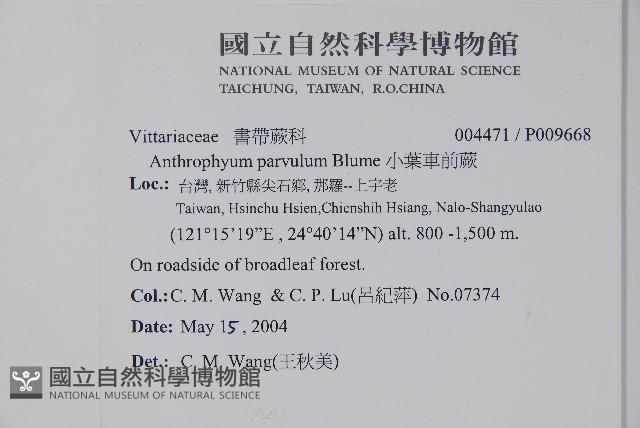 國立自然科學博物館
NATIONAL MUSEUM OF NATURAL SCIENCE
TAICHUNG, TAIWAN, R.O.CHINA
Vittariaceae 書帶蕨科 004471 / P009668
Anthrophyum parvulum Blume 小葉車前蕨
Loc.: 台灣, 新竹縣尖石鄉, 那羅--上宇老
Taiwan, Hsinchu Hsien,Chienshih Hsiang, Nalo-Shangyulao
(121°15'19”E , 24°40'14”N) alt. 800 -1,500 m.
On roadside of broadleaf forest.
Col.: C. M. Wang & C. P. Lu(呂紀萍) No.07374
Date: May 15, 2004
Det.: C. M. Wang(王秋美)
國立自然科學博物館
NATIONAL MUSEUM OF NATURAL SCIENCE